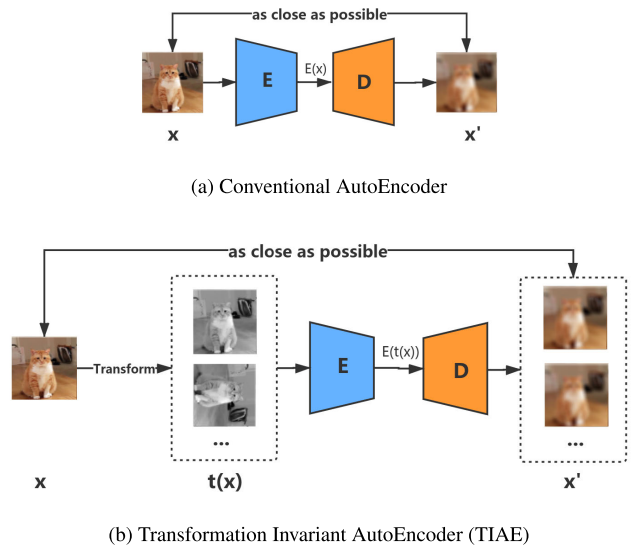 as close as possible
E
E(x)
D
x
x'
(a) Conventional AutoEncoder
as close as possible
Transform
E
E(t(x))
D
...
...
x
t(x)
x'
(b) Transformation Invariant AutoEncoder (TIAE)